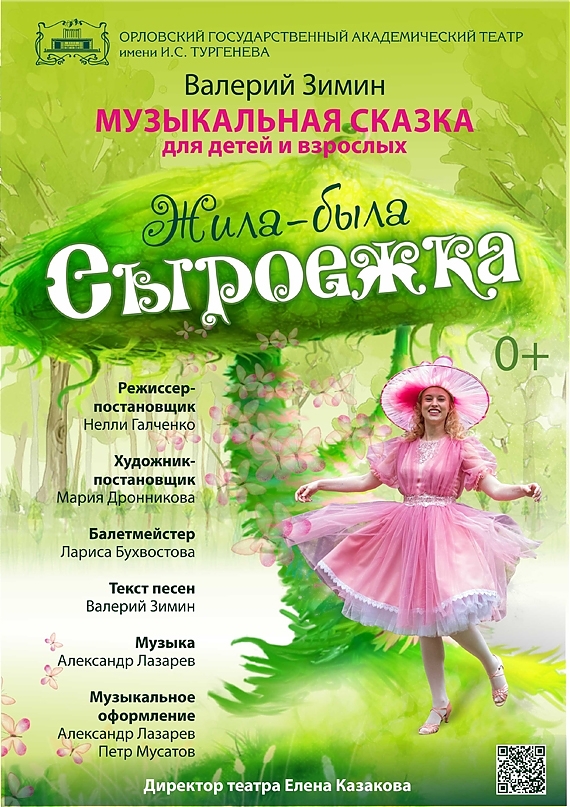 ОРЛОВСКИЙ ГОСУДАРСТВЕННЫЙ АКАДЕМИЧЕСКИЙ ТЕАТР
имени И.С. ТУРГЕНЕВА
Валерий Зимин
МУЗЫКАЛЬНАЯ СКАЗКА
для детей и взрослых
Жила-была
Сыроежка
0+
Режиссер-
постановщик
Нелли Галченко
Художник-
постановщик
Мария Дронникова
Балетмейстер
Лариса Бухвостова
Текст песен
Валерий Зимин
Музыка
Александр Лазарев
Музыкальное
оформление
Александр Лазарев
Петр Мусатов
Директор театра Елена Казакова